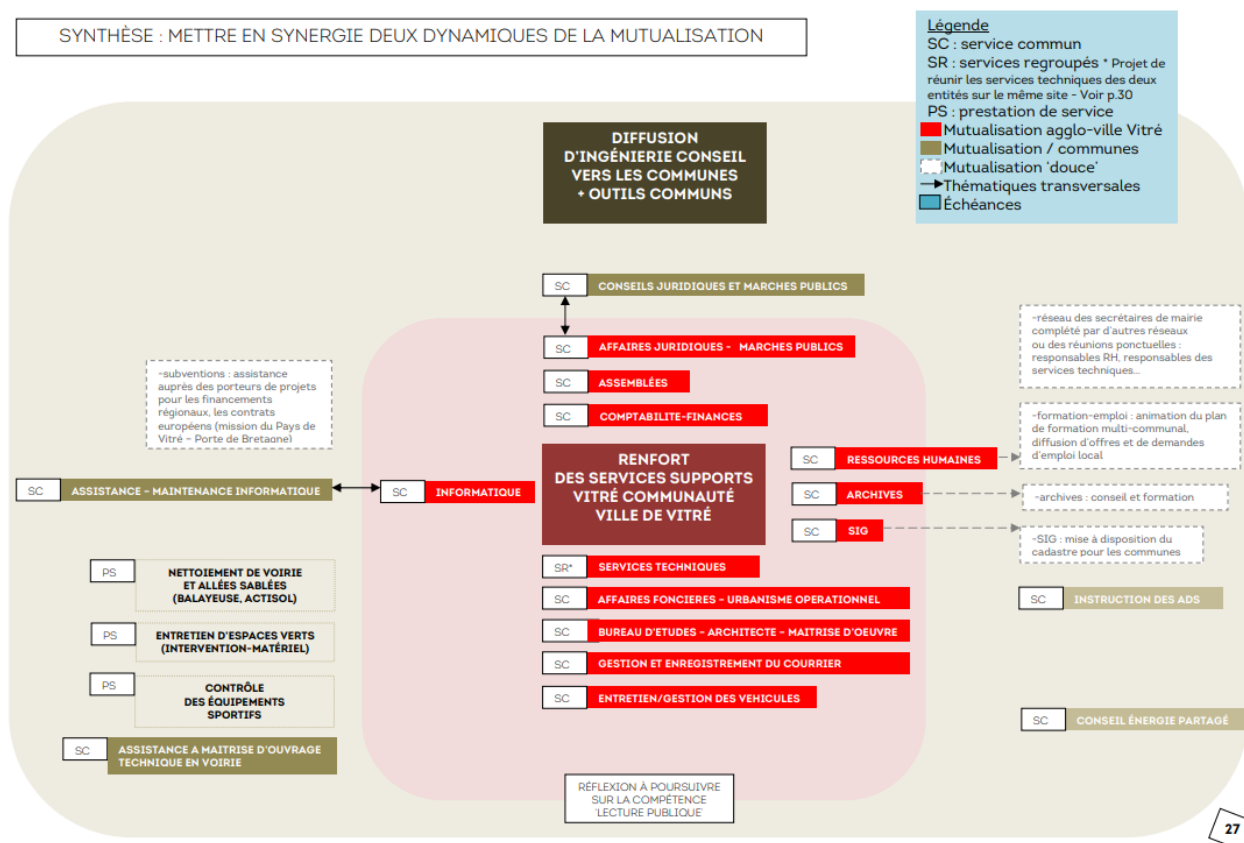 SYNTHÈSE : METTRE EN SYNERGIE DEUX DYNAMIQUES DE LA MUTUALISATION
Légende
SC : service commun
SR : services regroupés * Projet de
réunir les services techniques des deux
entités sur le même site - Voir p.30
PS : prestation de service
Mutualisation agglo-ville Vitré
Mutualisation / communes
Mutualisation 'douce'
Thématiques transversales
Échéances
DIFFUSION
D'INGÉNIERIE CONSEIL
VERS LES COMMUNES
+ OUTILS COMMUNS
SC CONSEILS JURIDIQUES ET MARCHES PUBLICS
SC AFFAIRES JURIDIQUES - MARCHES PUBLICS
SC ASSEMBLÉES
SC COMPTABILITE-FINANCES
-subventions : assistance
auprès des porteurs de projets
pour les financements
régionaux, les contrats
européens (mission du Pays de
Vitré – Porte de Bretagne)
-réseau des secrétaires de mairie
complété par d'autres réseaux
ou des réunions ponctuelles :
responsables RH, responsables des
services techniques...
-formation-emploi : animation du plan
de formation multi-communal,
diffusion d'offres et de demandes
d'emploi local
-archives : conseil et formation
-SIG : mise à disposition du
cadastre pour les communes
SC ASSISTANCE – MAINTENANCE INFORMATIQUE
SC INFORMATIQUE
RENFORT
DES SERVICES SUPPORTS
VITRÉ COMMUNAUTÉ
VILLE DE VITRÉ
SC RESSOURCES HUMAINES
SC ARCHIVES
SC SIG
PS NETTOIEMENT DE VOIRIE
ET ALLÉES SABLÉES
(BALAYEUSE, ACTISOL)
PS ENTRETIEN D'ESPACES VERTS
(INTERVENTION-MATÉRIEL)
PS CONTRÔLE
DES ÉQUIPEMENTS
SPORTIFS
SC ASSISTANCE A MAITRISE D'OUVRAGE
TECHNIQUE EN VOIRIE
SR* SERVICES TECHNIQUES
SC AFFAIRES FONCIERES – URBANISME OPERATIONNEL
SC BUREAU D'ETUDES – ARCHITECTE – MAITRISE D'OEUVRE
SC GESTION ET ENREGISTREMENT DU COURRIER
SC ENTRETIEN/GESTION DES VEHICULES
SC INSTRUCTION DES ADS
SC CONSEIL ÉNERGIE PARTAGÉ
RÉFLEXION À POURSUIVRE
SUR LA COMPÉTENCE
'LECTURE PUBLIQUE'
27